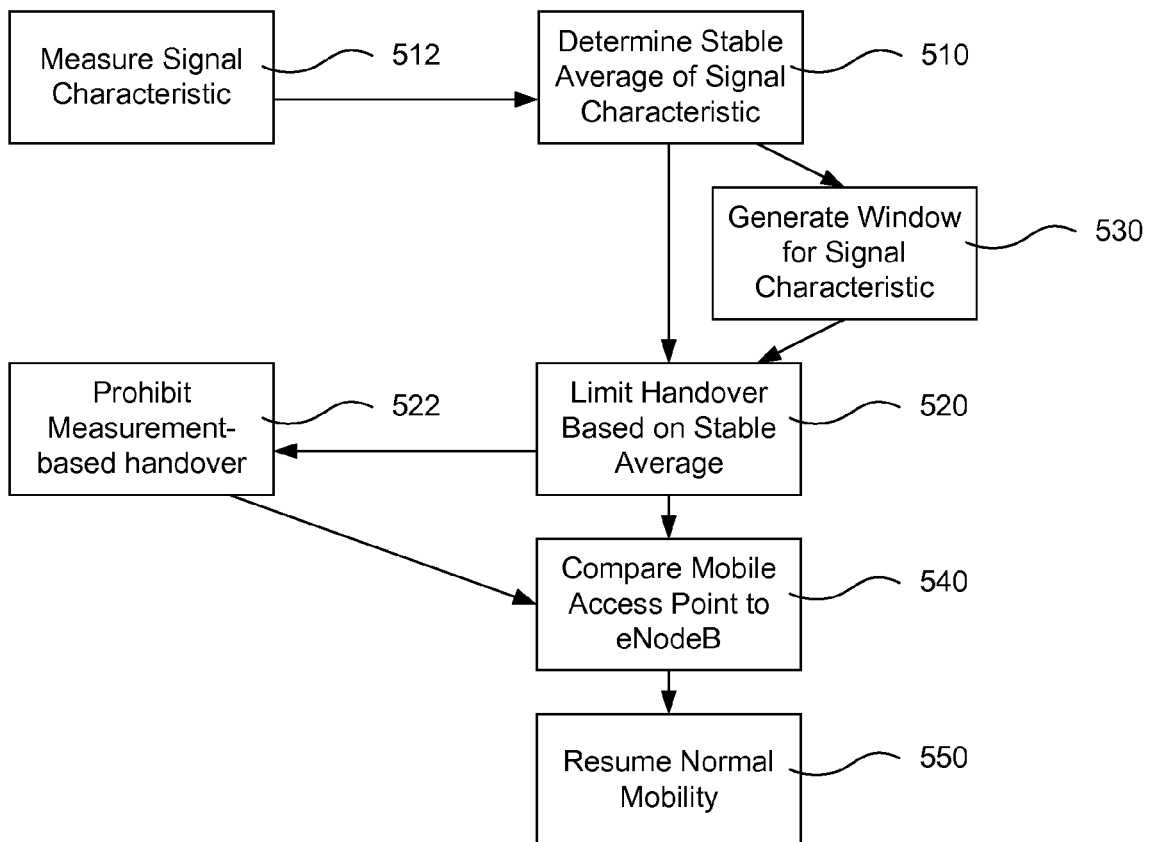 Measure Signal
Characteristic
512
Determine Stable
Average of Signal
Characteristic
510
Generate Window
for Signal
Characteristic
530
Prohibit
Measurement-
based handover
522
Limit Handover
Based on Stable
Average
520
Compare Mobile
Access Point to
eNodeB
540
Resume Normal
Mobility
550